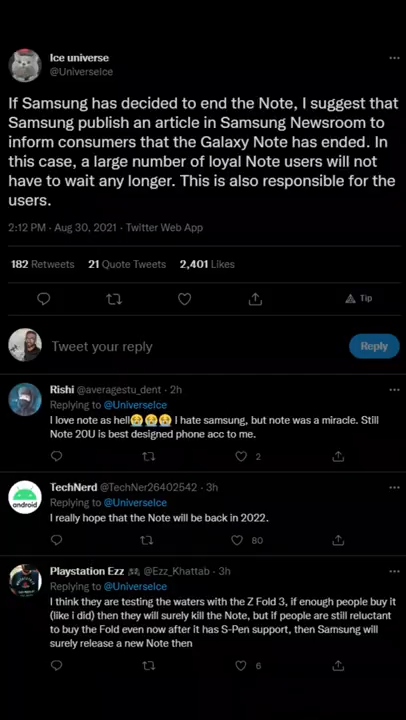 Ice universe
@UniverseIce
If Samsung has decided to end the Note, I suggest that
Samsung publish an article in Samsung Newsroom to
inform consumers that the Galaxy Note has ended. In
this case, a large number of loyal Note users will not
have to wait any longer. This is also responsible for the
users.
2:12 PM · Aug 30, 2021 · Twitter Web App
182 Retweets 21 Quote Tweets 2,401 Likes
Tip
Tweet your reply
Reply
Rishi @averagestu_dent · 2h
Replying to @UniverseIce
I love note as hell😭😭😭 I hate samsung, but note was a miracle. Still
Note 20U is best designed phone acc to me.
2
TechNerd @TechNer26402542 · 3h
Replying to @UniverseIce
I really hope that the Note will be back in 2022.
80
android
Playstation Ezz 🎮 @Ezz_Khattab · 3h
Replying to @UniverseIce
I think they are testing the waters with the Z Fold 3, if enough people buy it
(like i did) then they will surely kill the Note, but if people are still reluctant
to buy the Fold even now after it has S-Pen support, then Samsung will
surely release a new Note then
6